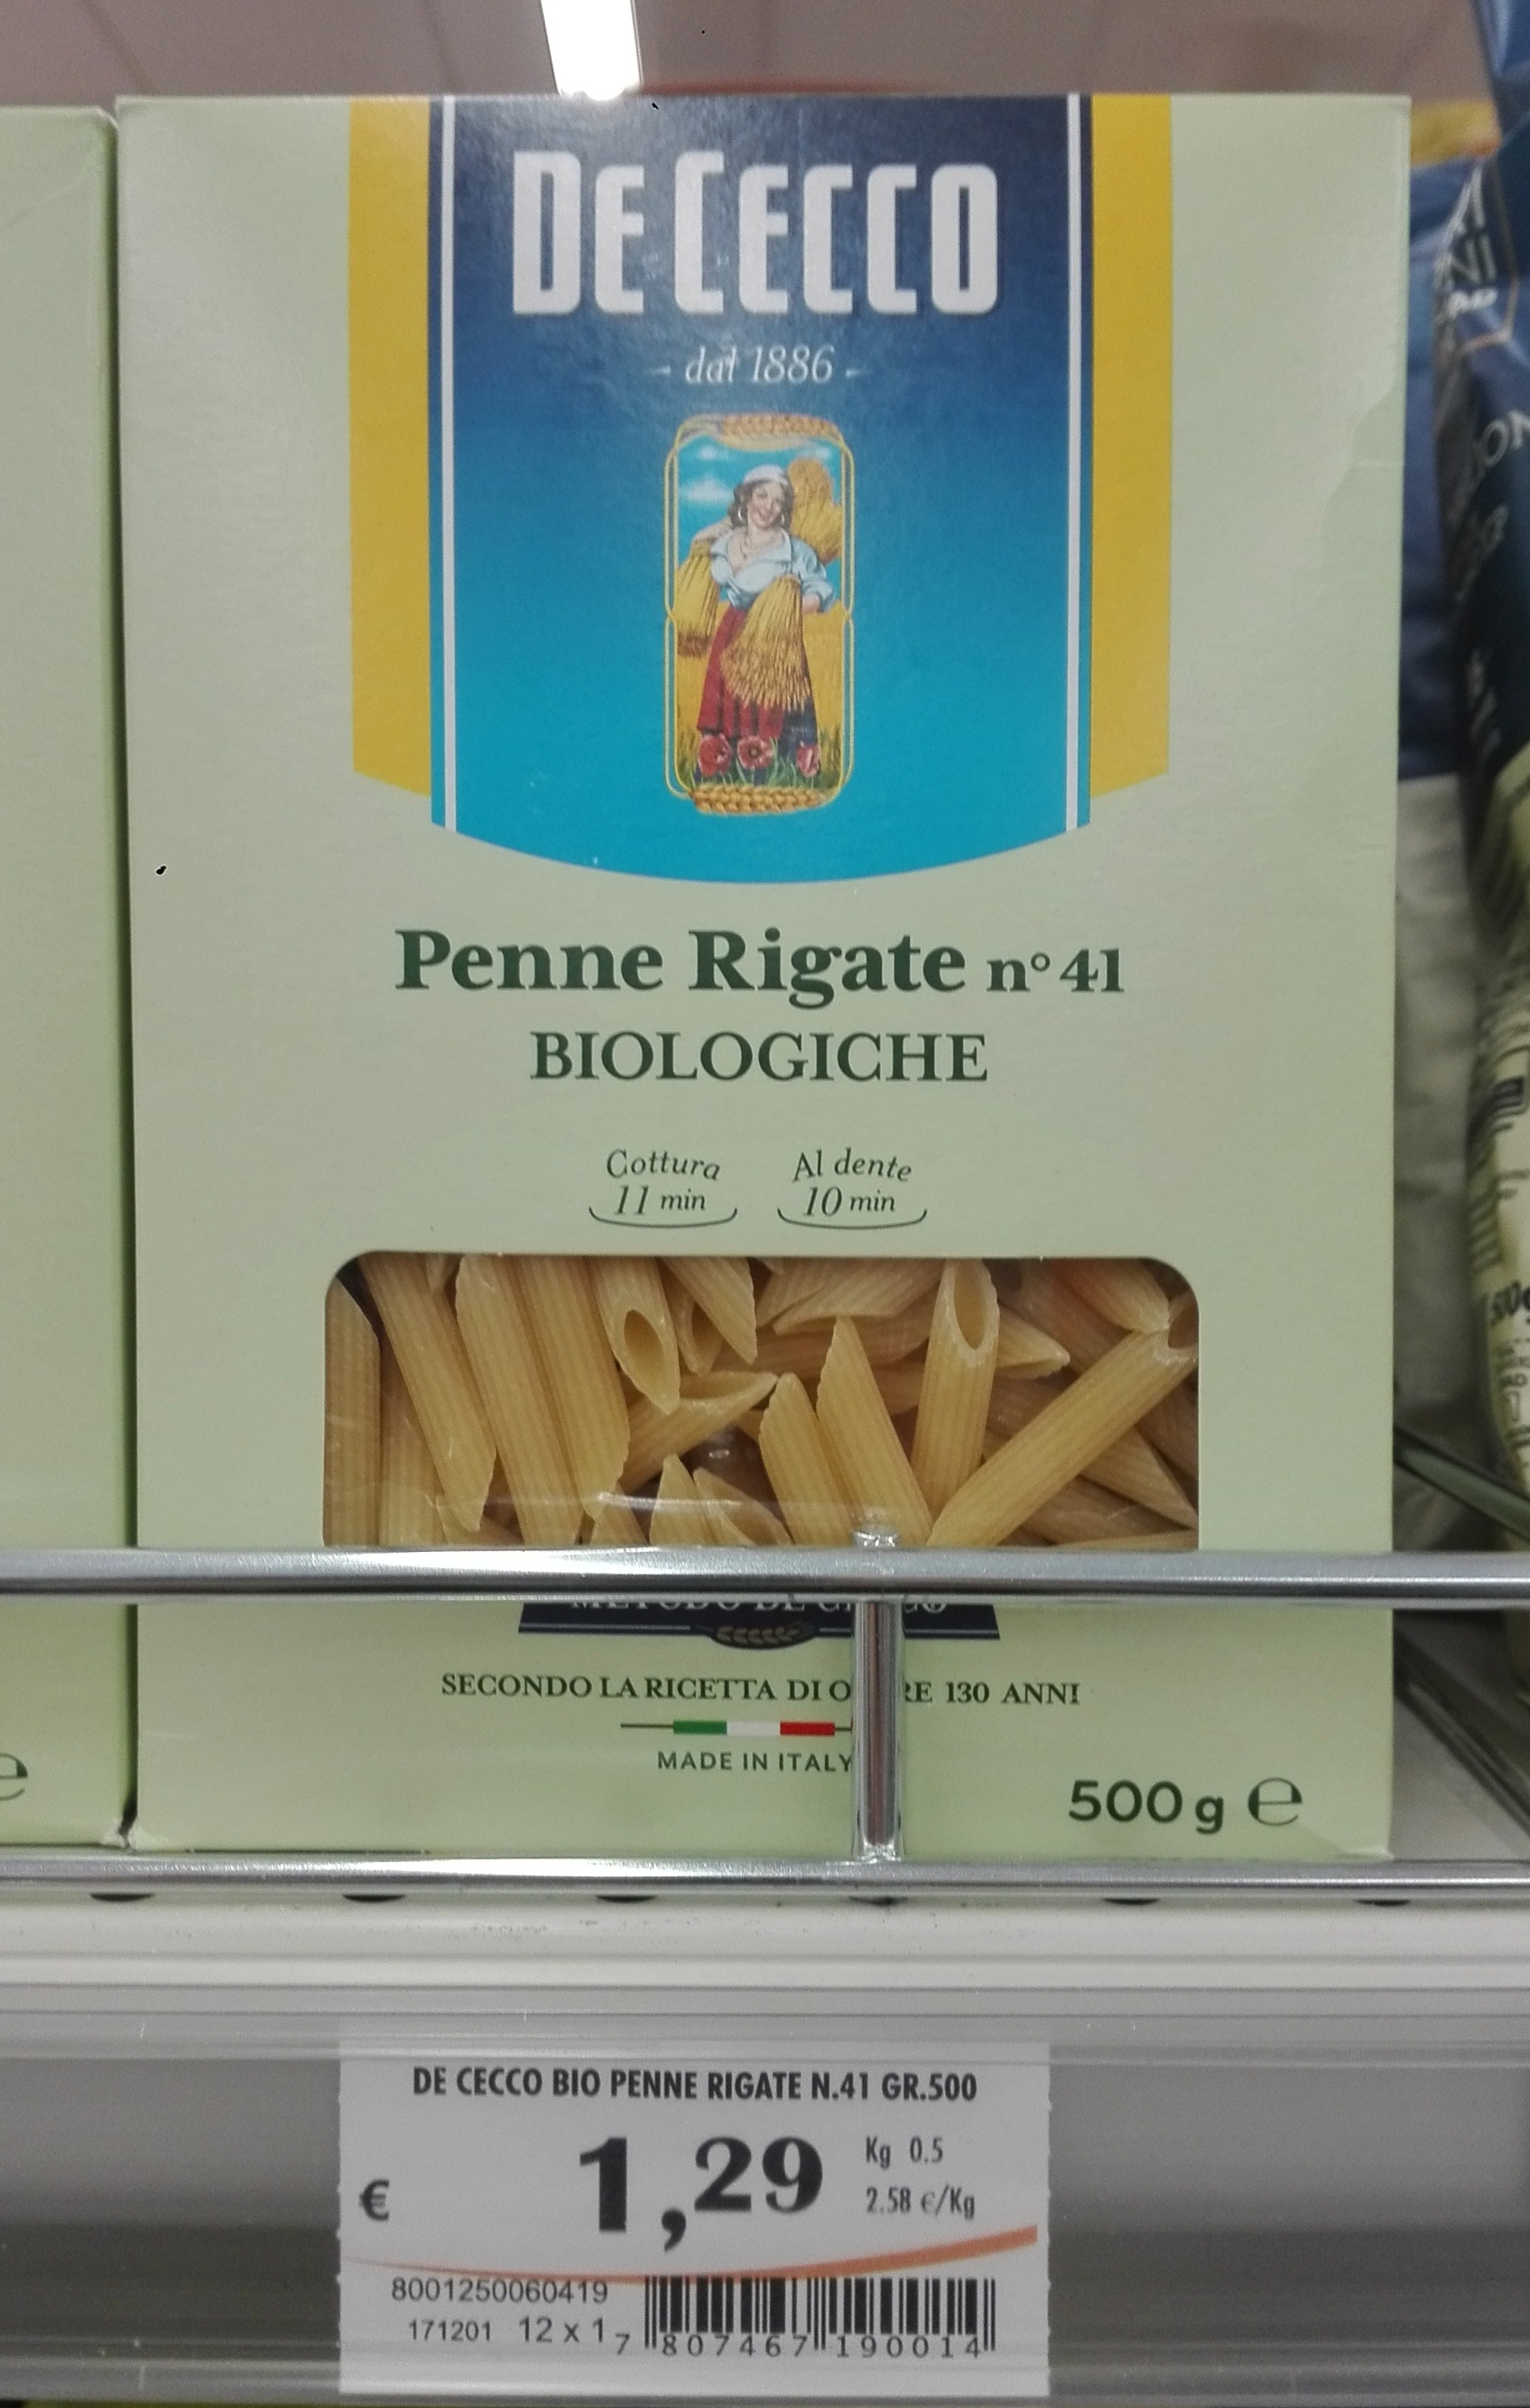 DE CECCO
dal 1886
Penne Rigate n° 41
BIOLOGICHE
Cottura
11 min
Al dente
10 min
METODO DE
SECONDO LA RICETTA DI 130 ANNI
MADE IN ITALY
500 g ℮
℮
DE CECCO BIO PENNE RIGATE N.41 GR.500
€ 1,29
Kg 0.5
2.58 €/Kg
8001250060419
171201 12 x 1
7 807467 190014